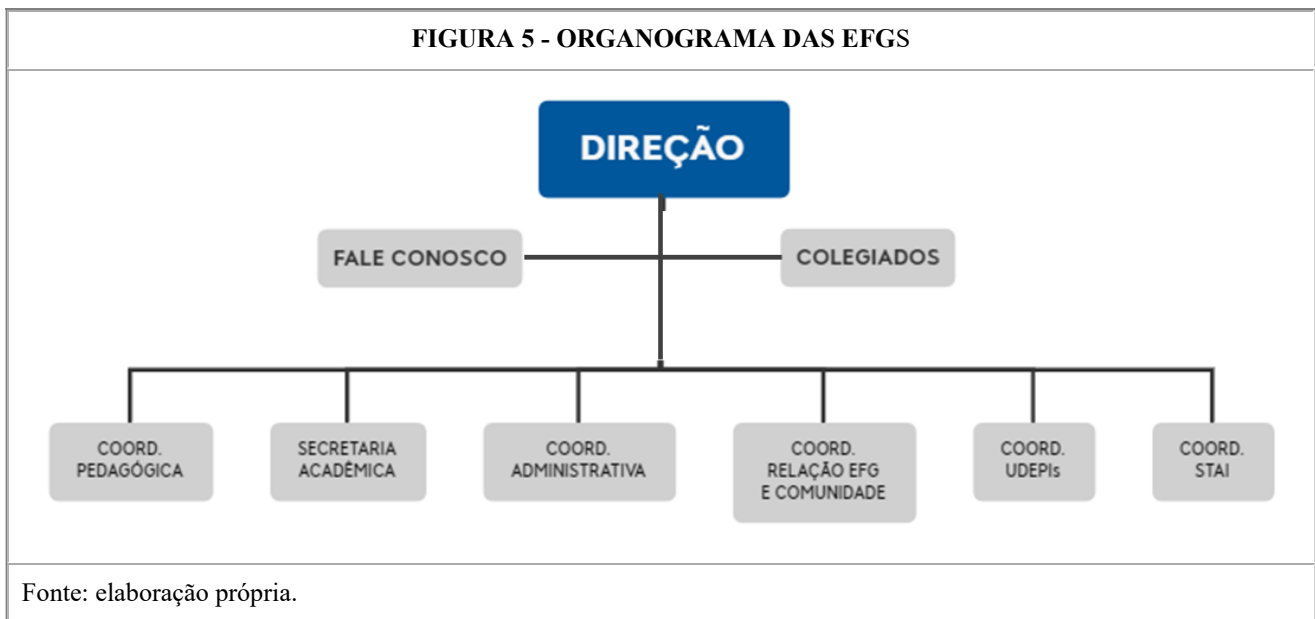 FIGURA 5 - ORGANOGRAMA DAS EFGS
DIREÇÃO
FALE CONOSCO
COLEGIADOS
COORD.
PEDAGÓGICA
SECRETARIA
ACADÊMICA
COORD.
ADMINISTRATIVA
COORD.
RELAÇÃO EFG
E COMUNIDADE
COORD.
UDEPIs
COORD.
STAI
Fonte: elaboração própria.